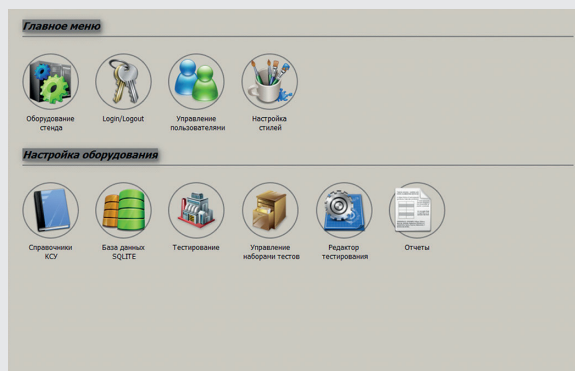 Главное меню
Оборудование стенда
Login/Logout
Управление пользователями
Настройка стилей
Настройка оборудования
Справочники КСУ
База данных SQLITE
Тестирование
Управление наборами тестов
Редактор тестирования
Отчеты